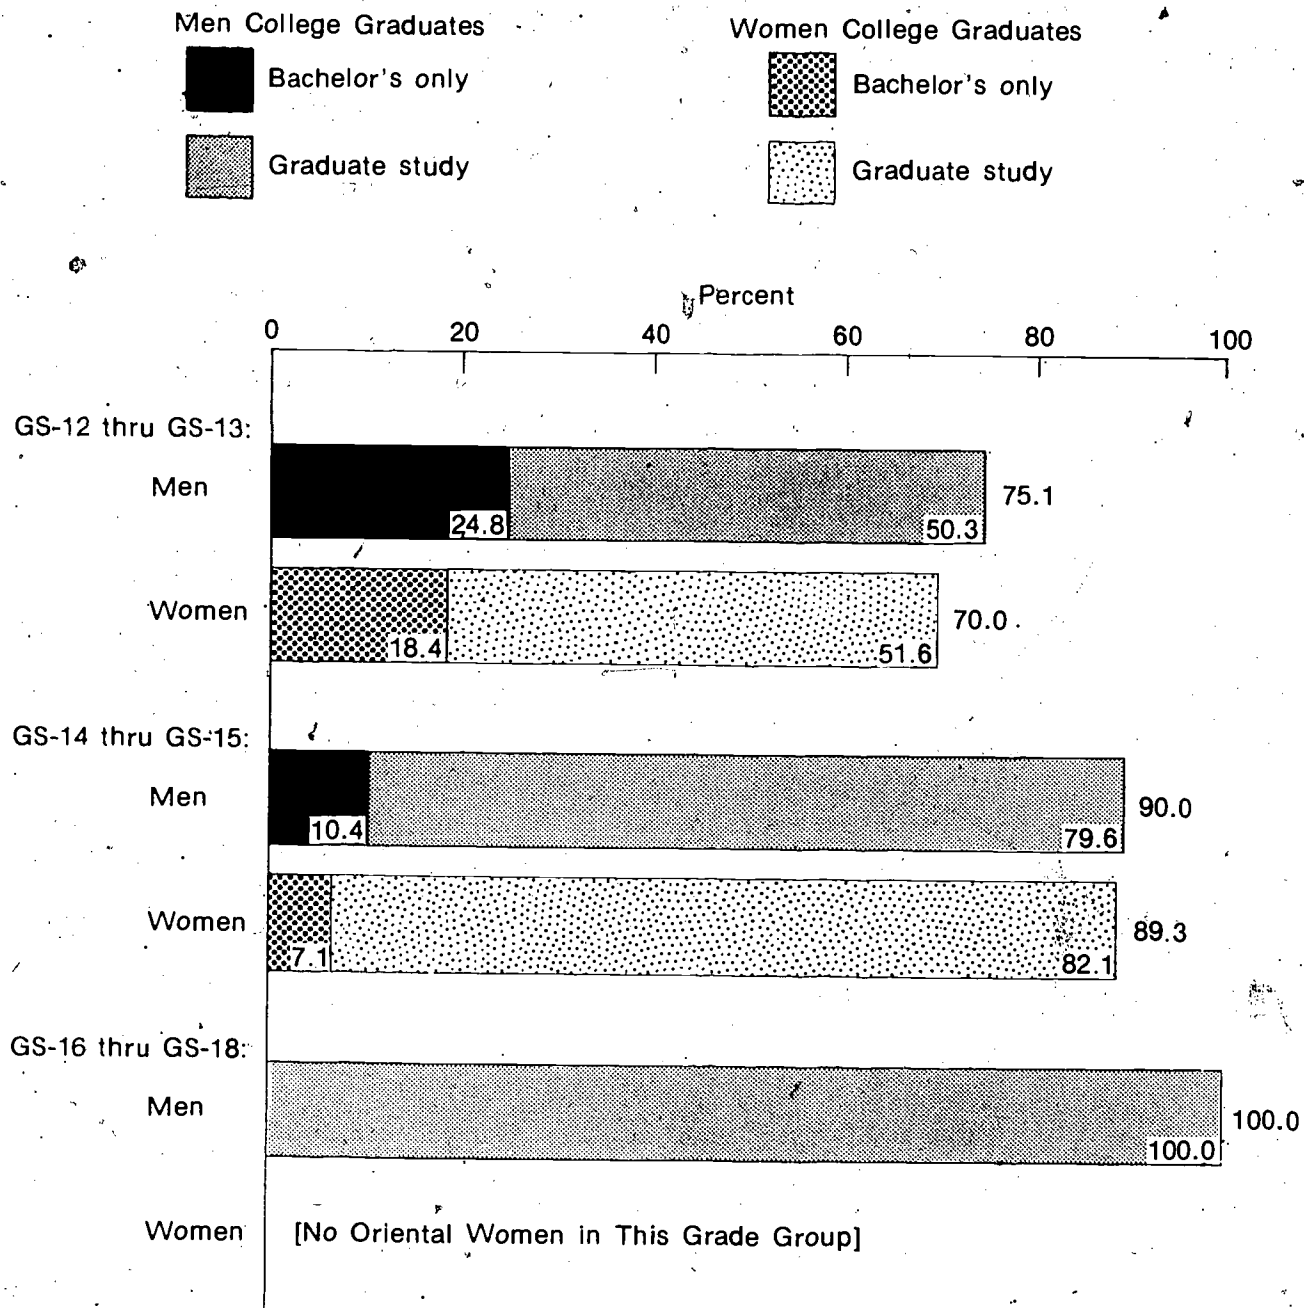 Men College Graduates
Bachelor's only
Graduate study
Women College Graduates
Bachelor's only
Graduate study
Percent
0 20 40 60 80 100
GS-12 thru GS-13:
Men 24.8 50.3 75.1
Women 18.4 51.6 70.0
GS-14 thru GS-15:
Men 10.4 79.6 90.0
Women 7.1 82.1 89.3
GS-16 thru GS-18:
Men 100.0 100.0
Women [No Oriental Women in This Grade Group]